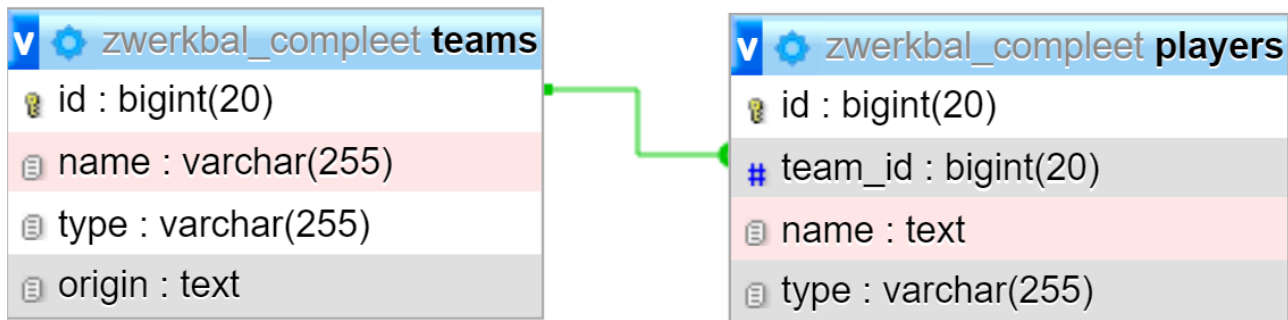 v zwerkbal_compleet teams
id : bigint(20)
name : varchar(255)
type : varchar(255)
origin : text
v zwerkbal_compleet players
id : bigint(20)
# team_id : bigint(20)
name : text
type : varchar(255)